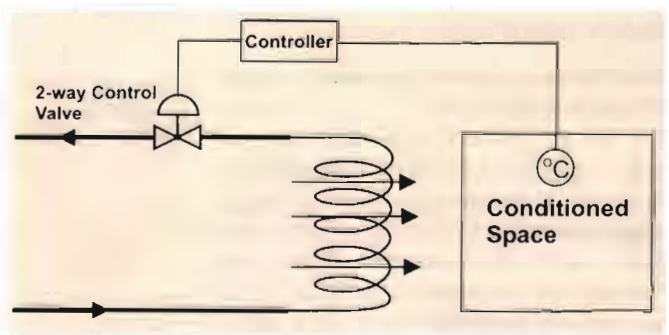 Controller
2-way Control
Valve
°C
Conditioned
Space